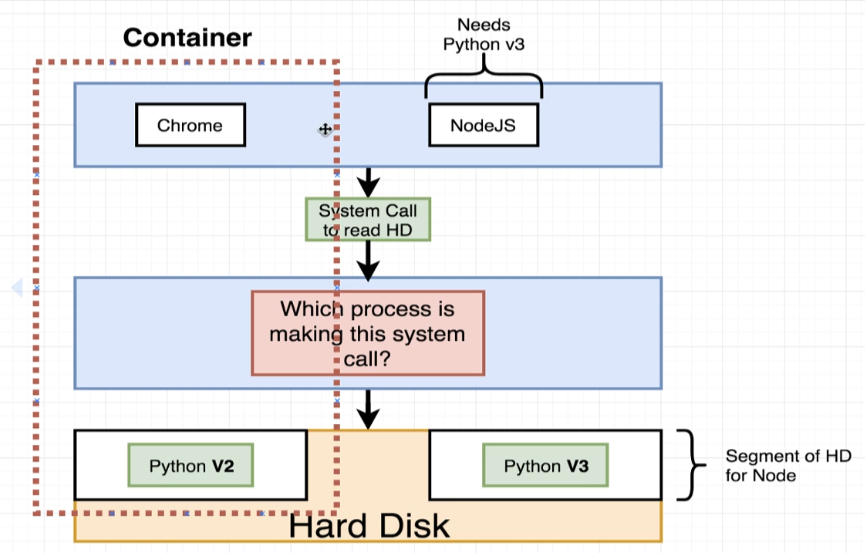 Container
Needs
Python v3
Chrome
NodeJS
System Call
to read HD
Which process is
making this system
call?
Python V2
Python V3
Segment of HD
for Node
Hard Disk